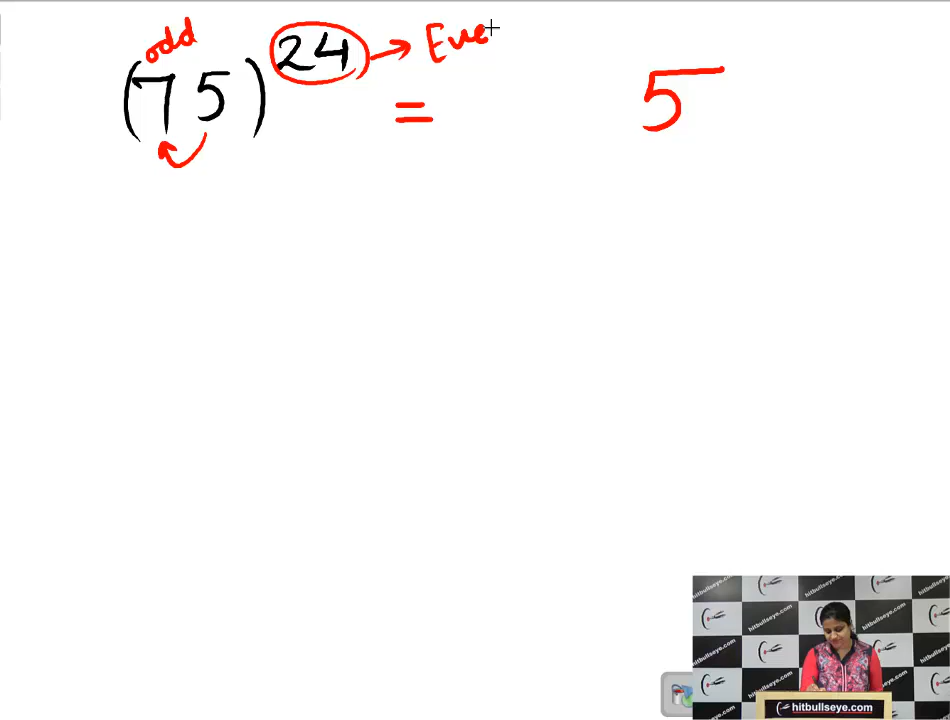 odd
(75)^24 → Eve
= 5
hitbullseye.com